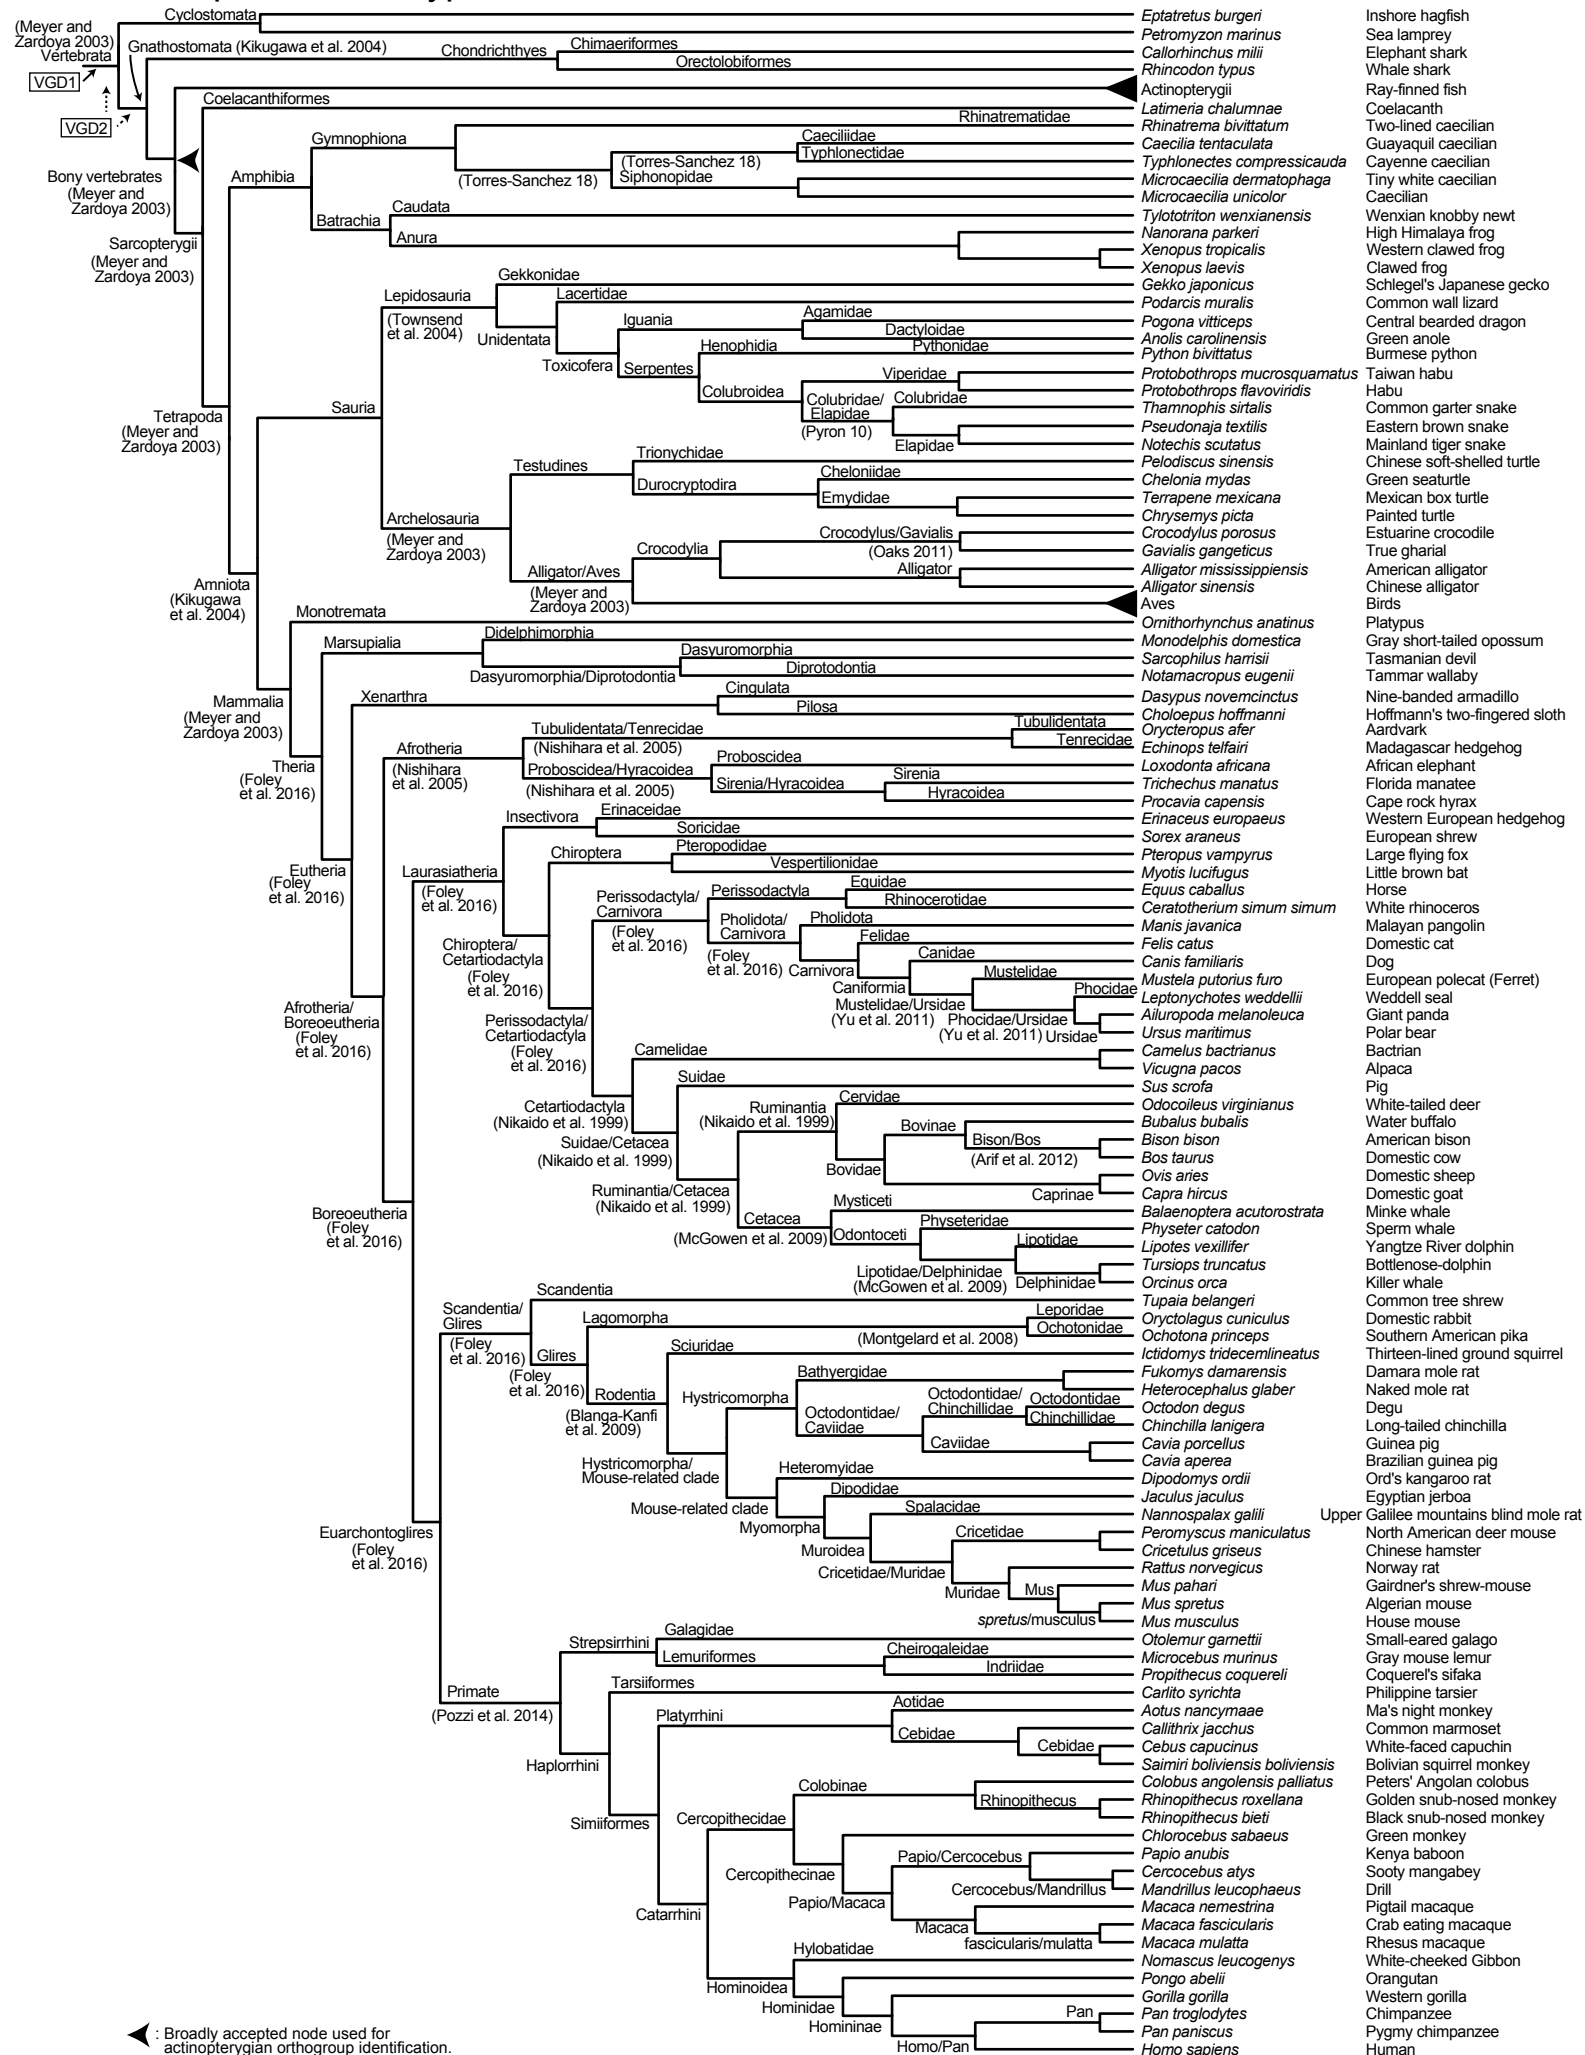 Cyclostomata
Eptatretus burgeri Inshore hagfish
(Meyer and
Zardoya 2003)
Petromyzon marinus Sea lamprey
Vertebrata
Gnathostomata (Kikugawa et al. 2004)
Chondrichthyes
Chimaeriformes
Callorhinchus milii Elephant shark
Orectolobiformes
Rhincodon typus Whale shark
VGD1
Actinopterygii Ray-finned fish
Coelacanthiformes
Latimeria chalumnae Coelacanth
VGD2
Rhinatrematidae
Rhinatrema bivittatum Two-lined caecilian
Gymnophiona
Caeciliidae
Caecilia tentaculata Guayaquil caecilian
(Torres-Sanchez 18)
Typhlonectidae
Typhlonectes compressicauda Cayenne caecilian
Bony vertebrates
(Meyer and
Zardoya 2003)
Amphibia
(Torres-Sanchez 18)
Siphonopidae
Microcaecilia dermatophaga Tiny white caecilian
Microcaecilia unicolor Caecilian
Caudata
Tylototriton wenxianensis Wenxian knobby newt
Batrachia
Anura
Nanorana parkeri High Himalaya frog
Sarcopterygii
(Meyer and
Zardoya 2003)
Xenopus tropicalis Western clawed frog
Xenopus laevis Clawed frog
Gekkonidae
Gekko japonicus Schlegel's Japanese gecko
Lepidosauria
Lacertidae
Podarcis muralis Common wall lizard
(Townsend
et al. 2004)
Iguania
Agamidae
Pogona vitticeps Central bearded dragon
Unidentata
Dactyloidae
Anolis carolinensis Green anole
Henophidia
Pythonidae
Python bivittatus Burmese python
Toxicofera
Serpentes
Viperidae
Protobothrops mucrosquamatus Taiwan habu
Colubroidea
Protobothrops flavoviridis Habu
Colubridae/
Elapidae
(Pyron 10)
Colubridae
Thamnophis sirtalis Common garter snake
Sauria
Tetrapoda
(Meyer and
Zardoya 2003)
Pseudonaja textilis Eastern brown snake
Elapidae
Notechis scutatus Mainland tiger snake
Testudines
Trionychidae
Pelodiscus sinensis Chinese soft-shelled turtle
Durocryptodira
Cheloniidae
Chelonia mydas Green seaturtle
Emydidae
Terrapene mexicana Mexican box turtle
Chrysemys picta Painted turtle
Archelosauria
(Meyer and
Zardoya 2003)
Crocodylus/Gavialis
(Oaks 2011)
Crocodylus porosus Estuarine crocodile
Crocodylia
Gavialis gangeticus True gharial
Alligator/Aves
(Meyer and
Zardoya 2003)
Alligator
Alligator mississippiensis American alligator
Alligator sinensis Chinese alligator
Amniota
(Kikugawa
et al. 2004)
Aves Birds
Monotremata
Ornithorhynchus anatinus Platypus
Marsupialia
Didelphimorphia
Monodelphis domestica Gray short-tailed opossum
Dasyuromorphia
Sarcophilus harrisii Tasmanian devil
Dasyuromorphia/Diprotodontia
Diprotodontia
Notamacropus eugenii Tammar wallaby
Mammalia
(Meyer and
Zardoya 2003)
Xenarthra
Cingulata
Dasypus novemcinctus Nine-banded armadillo
Pilosa
Choloepus hoffmanni Hoffmann's two-fingered sloth
Tubulidentata/Tenrecidae
(Nishihara et al. 2005)
Tubulidentata
Orycteropus afer Aardvark
Tenrecidae
Echinops telfairi Madagascar hedgehog
Afrotheria
(Nishihara
et al. 2005)
Proboscidea/Hyracoidea
(Nishihara et al. 2005)
Proboscidea
Loxodonta africana African elephant
Sirenia/Hyracoidea
Sirenia
Trichechus manatus Florida manatee
Hyracoidea
Procavia capensis Cape rock hyrax
Theria
(Foley
et al. 2016)
Insectivora
Erinaceidae
Erinaceus europaeus Western European hedgehog
Soricidae
Sorex araneus European shrew
Chiroptera
Pteropodidae
Pteropus vampyrus Large flying fox
Vespertilionidae
Myotis lucifugus Little brown bat
Eutheria
(Foley
et al. 2016)
Laurasiatheria
(Foley
et al. 2016)
Perissodactyla/
Carnivora
(Foley
et al. 2016)
Perissodactyla
Equidae
Equus caballus Horse
Rhinocerotidae
Ceratotherium simum simum White rhinoceros
Pholidota/
Carnivora
(Foley
et al. 2016)
Pholidota
Manis javanica Malayan pangolin
Felidae
Felis catus Domestic cat
Chiroptera/
Cetartiodactyla
(Foley
et al. 2016)
Carnivora
Canidae
Canis familiaris Dog
Caniformia
Mustelidae
Mustela putorius furo European polecat (Ferret)
Mustelidae/Ursidae
(Yu et al. 2011)
Phocidae
Leptonychotes weddellii Weddell seal
Phocidae/Ursidae
(Yu et al. 2011)
Ailuropoda melanoleuca Giant panda
Ursidae
Ursus maritimus Polar bear
Afrotheria/
Boreoeutheria
(Foley
et al. 2016)
Perissodactyla/
Cetartiodactyla
(Foley
et al. 2016)
Camelidae
Camelus bactrianus Bactrian
Vicugna pacos Alpaca
Suidae
Sus scrofa Pig
Cetartiodactyla
(Nikaido et al. 1999)
Ruminantia
(Nikaido et al. 1999)
Cervidae
Odocoileus virginianus White-tailed deer
Bovinae
Bubalus bubalis Water buffalo
Suidae/Cetacea
(Nikaido et al. 1999)
Bison/Bos
(Arif et al. 2012)
Bison bison American bison
Bos taurus Domestic cow
Bovidae
Ovis aries Domestic sheep
Caprinae
Capra hircus Domestic goat
Ruminantia/Cetacea
(Nikaido et al. 1999)
Mysticeti
Balaenoptera acutorostrata Minke whale
Cetacea
(McGowen et al. 2009)
Odontoceti
Physeteridae
Physeter catodon Sperm whale
Lipotidae
Lipotes vexillifer Yangtze River dolphin
Lipotidae/Delphinidae
(McGowen et al. 2009)
Tursiops truncatus Bottlenose-dolphin
Delphinidae
Orcinus orca Killer whale
Boreoeutheria
(Foley
et al. 2016)
Scandentia/
Glires
(Foley
et al. 2016)
Scandentia
Tupaia belangeri Common tree shrew
Lagomorpha
(Montgelard et al. 2008)
Leporidae
Oryctolagus cuniculus Domestic rabbit
Ochotonidae
Ochotona princeps Southern American pika
Glires
(Foley
et al. 2016)
Sciuridae
Ictidomys tridecemlineatus Thirteen-lined ground squirrel
Rodentia
(Blanga-Kanfi
et al. 2009)
Hystricomorpha
Bathyergidae
Fukomys damarensis Damara mole rat
Heterocephalus glaber Naked mole rat
Octodontidae/
Caviidae
Octodontidae/
Chinchillidae
Octodontidae
Octodon degus Degu
Chinchillidae
Chinchilla lanigera Long-tailed chinchilla
Caviidae
Cavia porcellus Guinea pig
Cavia aperea Brazilian guinea pig
Hystricomorpha/
Mouse-related clade
Heteromyidae
Dipodomys ordii Ord's kangaroo rat
Mouse-related clade
Dipodidae
Jaculus jaculus Egyptian jerboa
Myomorpha
Spalacidae
Nannospalax galili Upper Galilee mountains blind mole rat
Muroidea
Cricetidae
Peromyscus maniculatus North American deer mouse
Cricetulus griseus Chinese hamster
Cricetidae/Muridae
Rattus norvegicus Norway rat
Muridae
Mus
Mus pahari Gairdner's shrew-mouse
Mus spretus Algerian mouse
spretus/musculus
Mus musculus House mouse
Euarchontoglires
(Foley
et al. 2016)
Strepsirrhini
Galagidae
Otolemur garnettii Small-eared galago
Lemuriformes
Cheirogaleidae
Microcebus murinus Gray mouse lemur
Indriidae
Propithecus coquereli Coquerel's sifaka
Primate
(Pozzi et al. 2014)
Tarsiiformes
Carlito syrichta Philippine tarsier
Platyrrhini
Aotidae
Aotus nancymaae Ma's night monkey
Cebidae
Callithrix jacchus Common marmoset
Cebidae
Cebus capucinus White-faced capuchin
Haplorrhini
Saimiri boliviensis boliviensis Bolivian squirrel monkey
Colobinae
Colobus angolensis palliatus Peters' Angolan colobus
Rhinopithecus
Rhinopithecus roxellana Golden snub-nosed monkey
Simiiformes
Cercopithecidae
Rhinopithecus bieti Black snub-nosed monkey
Chlorocebus sabaeus Green monkey
Papio/Cercocebus
Papio anubis Kenya baboon
Cercopithecinae
Cercocebus atys Sooty mangabey
Cercocebus/Mandrillus
Mandrillus leucophaeus Drill
Papio/Macaca
Macaca nemestrina Pigtail macaque
Catarrhini
Macaca
Macaca fascicularis Crab eating macaque
fascicularis/mulatta
Macaca mulatta Rhesus macaque
Hylobatidae
Nomascus leucogenys White-cheeked Gibbon
Hominoidea
Pongo abelii Orangutan
Hominidae
Gorilla gorilla Western gorilla
Homininae
Pan
Pan troglodytes Chimpanzee
Pan paniscus Pygmy chimpanzee
Homo/Pan
Homo sapiens Human
: Broadly accepted node used for
actinopterygian orthogroup identification.